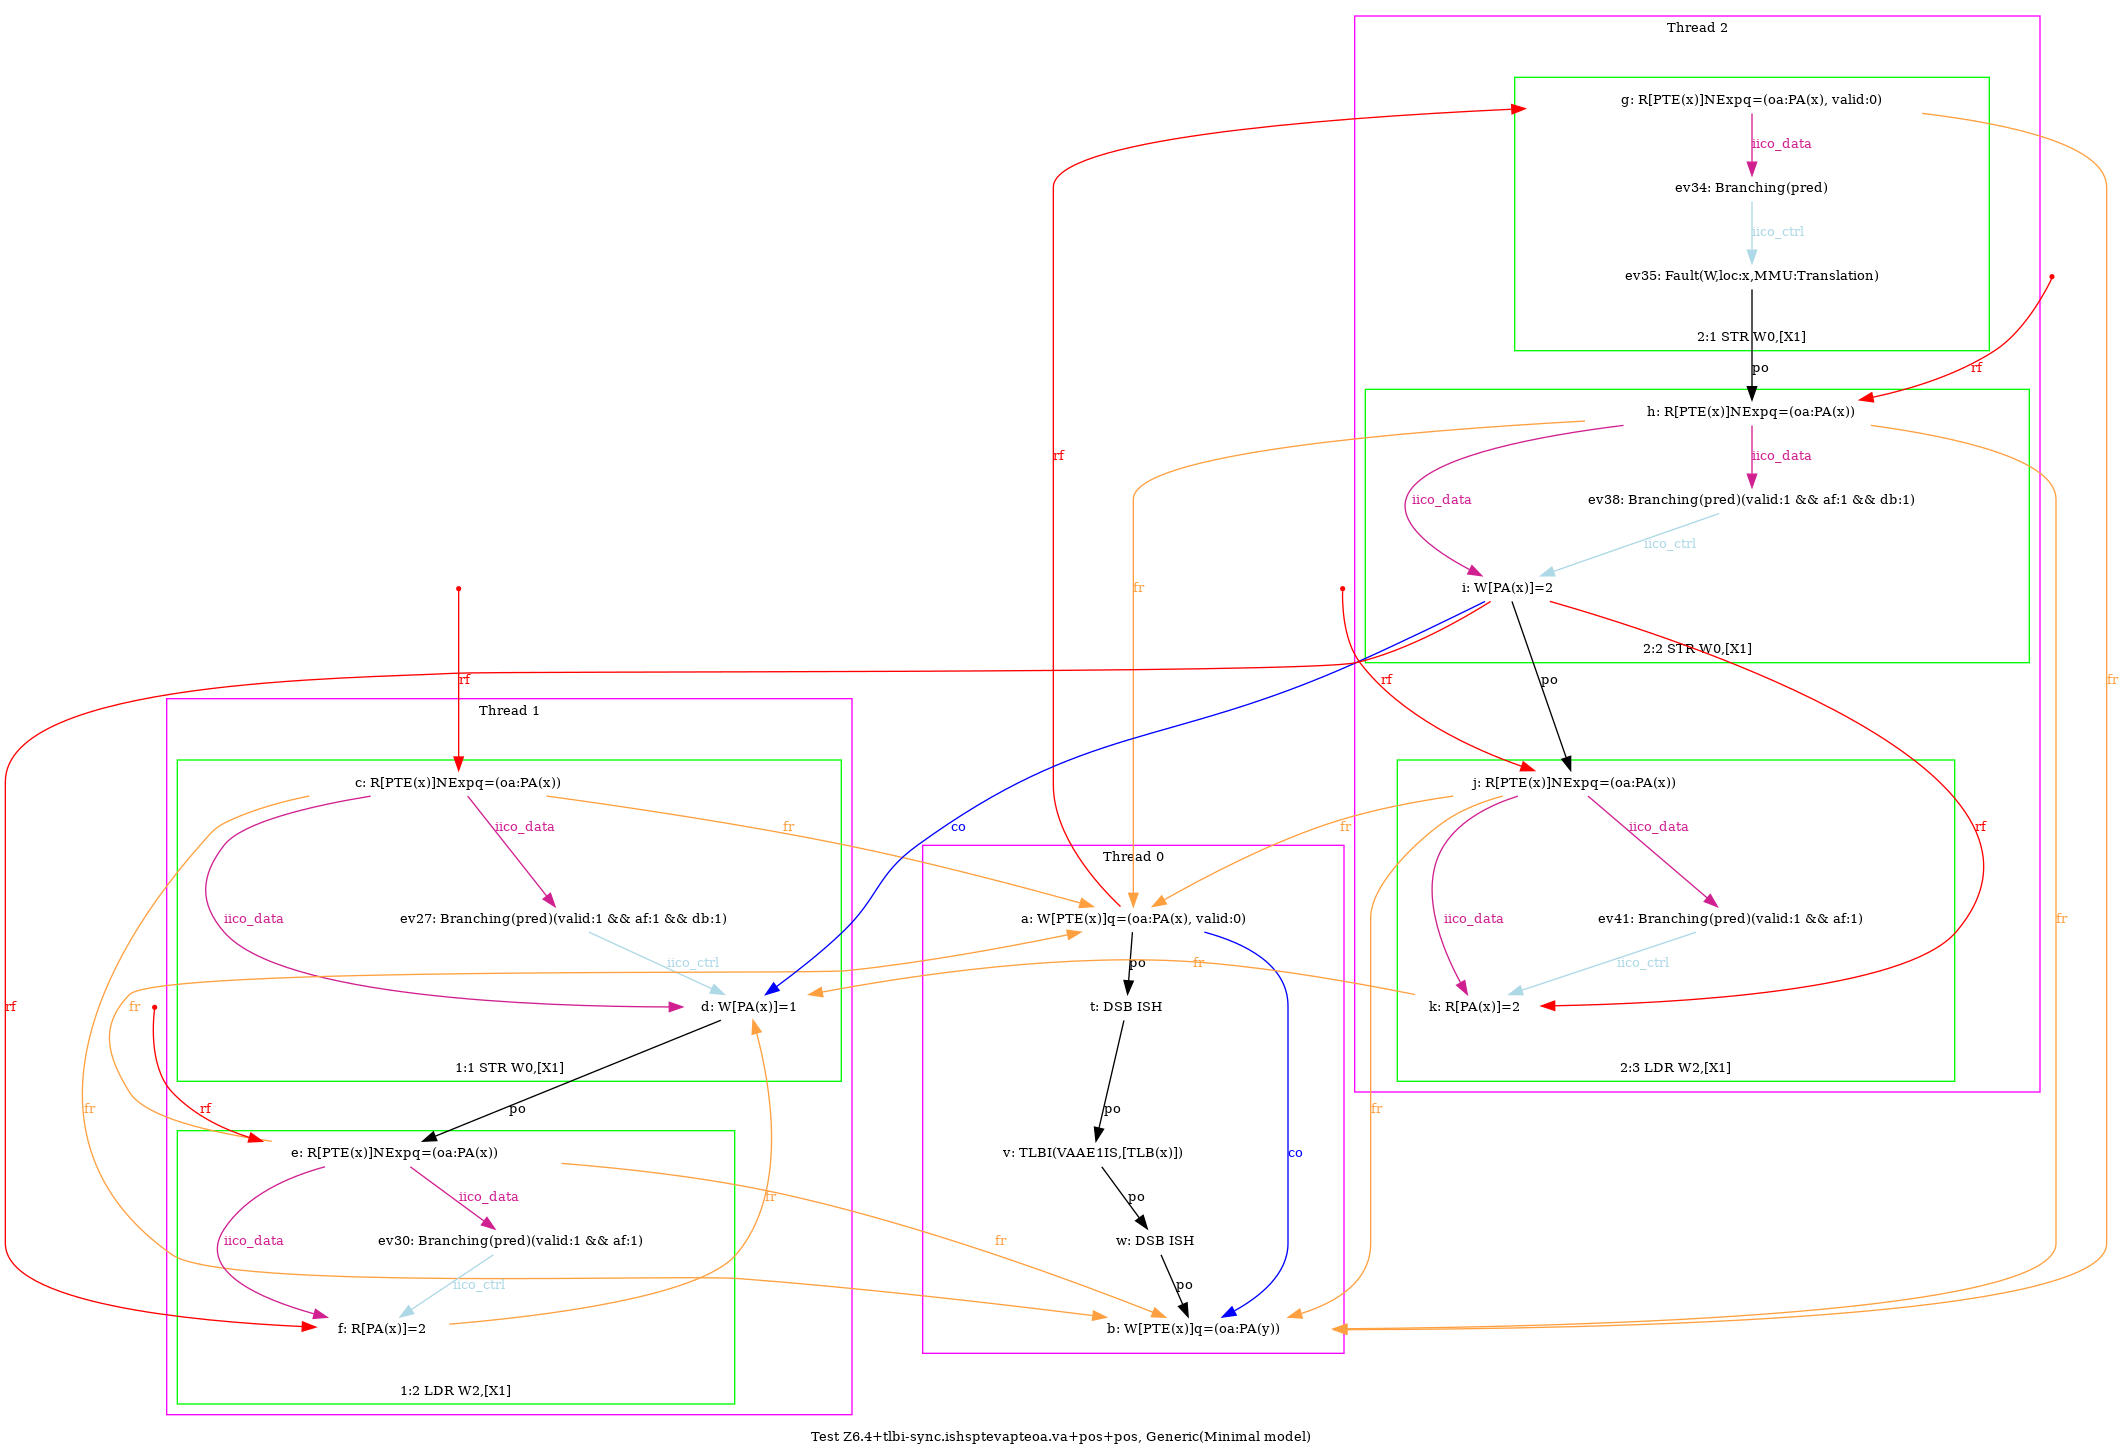 Thread 2
g: R[PTE(x)]NExpq=(oa:PA(x), valid:0)
iico_data
ev34: Branching(pred)
iico_ctrl
ev35: Fault(W,loc:x,MMU:Translation)
2:1 STR W0,[X1]
po
rf
h: R[PTE(x)]NExpq=(oa:PA(x))
rf
iico_data
iico_data
ev38: Branching(pred)(valid:1 && af:1 && db:1)
iico_ctrl
fr
i: W[PA(x)]=2
2:2 STR W0,[X1]
rf
rf
po
fr
Thread 1
c: R[PTE(x)]NExpq=(oa:PA(x))
j: R[PTE(x)]NExpq=(oa:PA(x))
iico_data
fr
co
fr
iico_data
rf
Thread 0
iico_data
ev27: Branching(pred)(valid:1 && af:1 && db:1)
a: W[PTE(x)]q=(oa:PA(x), valid:0)
iico_data
ev41: Branching(pred)(valid:1 && af:1)
fr
iico_ctrl
po
fr
iico_ctrl
rf
fr
d: W[PA(x)]=1
t: DSB ISH
k: R[PA(x)]=2
1:1 STR W0,[X1]
2:3 LDR W2,[X1]
fr
rf
po
po
fr
e: R[PTE(x)]NExpq=(oa:PA(x))
v: TLBI(VAAE1IS,[TLB(x)])
co
iico_data
fr
po
iico_data
ev30: Branching(pred)(valid:1 && af:1)
fr
w: DSB ISH
iico_ctrl
po
f: R[PA(x)]=2
b: W[PTE(x)]q=(oa:PA(y))
1:2 LDR W2,[X1]
Test Z6.4+tlbi-sync.ishsptevapteoa.va+pos+pos, Generic(Minimal model)